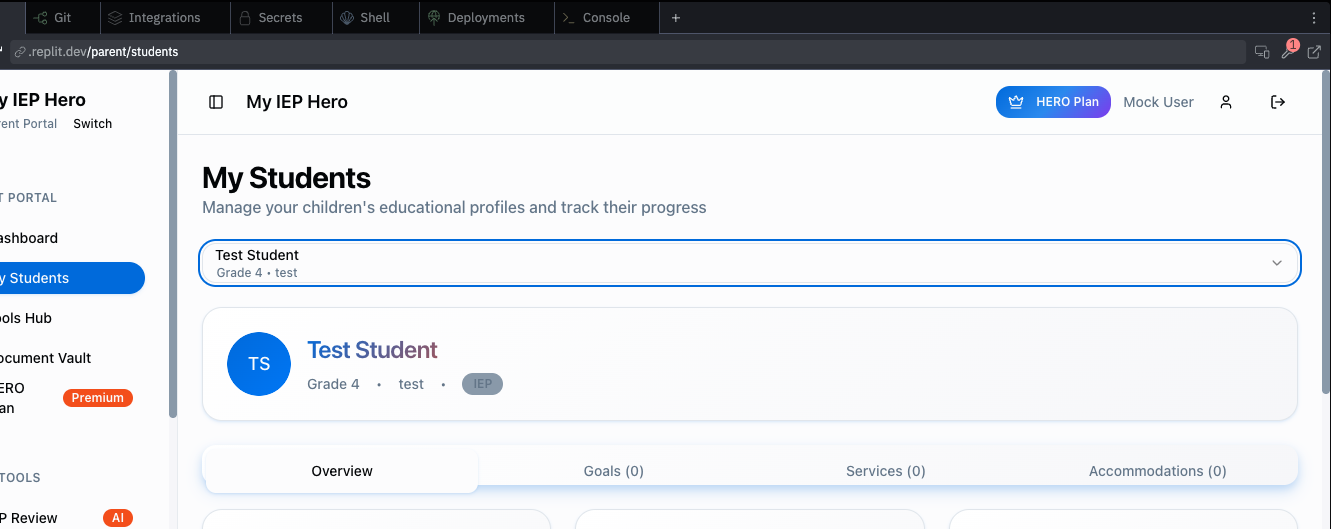 Git Integrations Secrets Shell Deployments Console +
.replit.dev/parent/students 1
y IEP Hero
rent Portal Switch
T PORTAL
ashboard
y Students
ools Hub
ocument Vault
ERO
an
Premium
TOOLS
P Review AI
My IEP Hero HERO Plan Mock User
My Students
Manage your children's educational profiles and track their progress
Test Student
Grade 4 • test
TS
Test Student
Grade 4 • test • IEP
Overview Goals (0) Services (0) Accommodations (0)